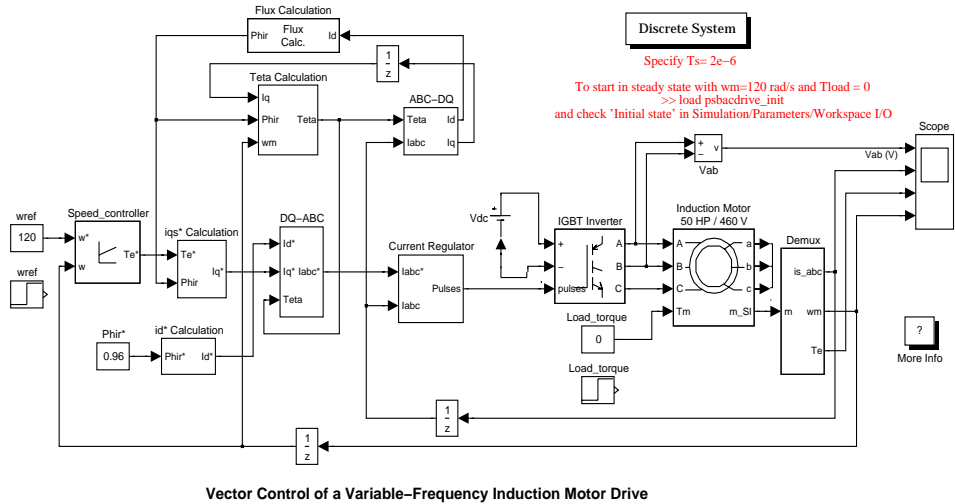 Flux Calculation
Phir
Flux
Calc.
Id
Discrete System
Specify Ts= 2e−6
To start in steady state with wm=120 rad/s and Tload = 0
>> load psbacdrive_init
and check 'Initial state' in Simulation/Parameters/Workspace I/O
1
z
Teta Calculation
Iq
Phir
wm
Teta
ABC−DQ
Teta
Iabc
Id
Iq
+
−
v
Vab
Vab (V)
Scope
wref
120
wref
Speed_controller
w*
w
Te*
iqs* Calculation
Te*
Phir
Iq*
DQ−ABC
Id*
Iq*
Iabc*
Teta
Current Regulator
Iabc*
Iabc
Pulses
Vdc
IGBT Inverter
+
−
pulses
A
B
C
Induction Motor
50 HP / 460 V
A
B
C
Tm
a
b
c
m_SI
Demux
m
is_abc
wm
Te
Phir*
0.96
id* Calculation
Phir*
Id*
Load_torque
0
Load_torque
?
More Info
1
z
1
z
Vector Control of a Variable−Frequency Induction Motor Drive